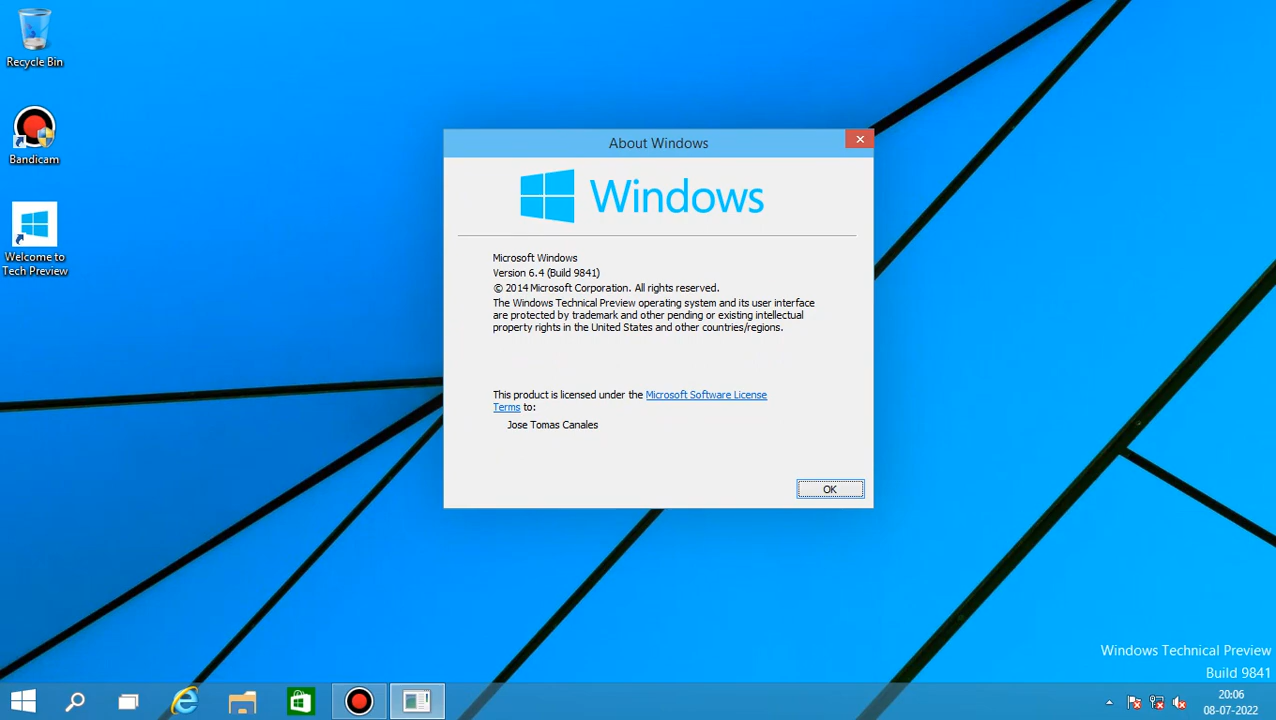 Recycle Bin
Bandicam
Welcome to
Tech Preview
About Windows
Windows
Microsoft Windows
Version 6.4 (Build 9841)
© 2014 Microsoft Corporation. All rights reserved.
The Windows Technical Preview operating system and its user interface
are protected by trademark and other pending or existing intellectual
property rights in the United States and other countries/regions.
This product is licensed under the Microsoft Software License
Terms to:
Jose Tomas Canales
OK
Windows Technical Preview
Build 9841
20:06
08-07-2022